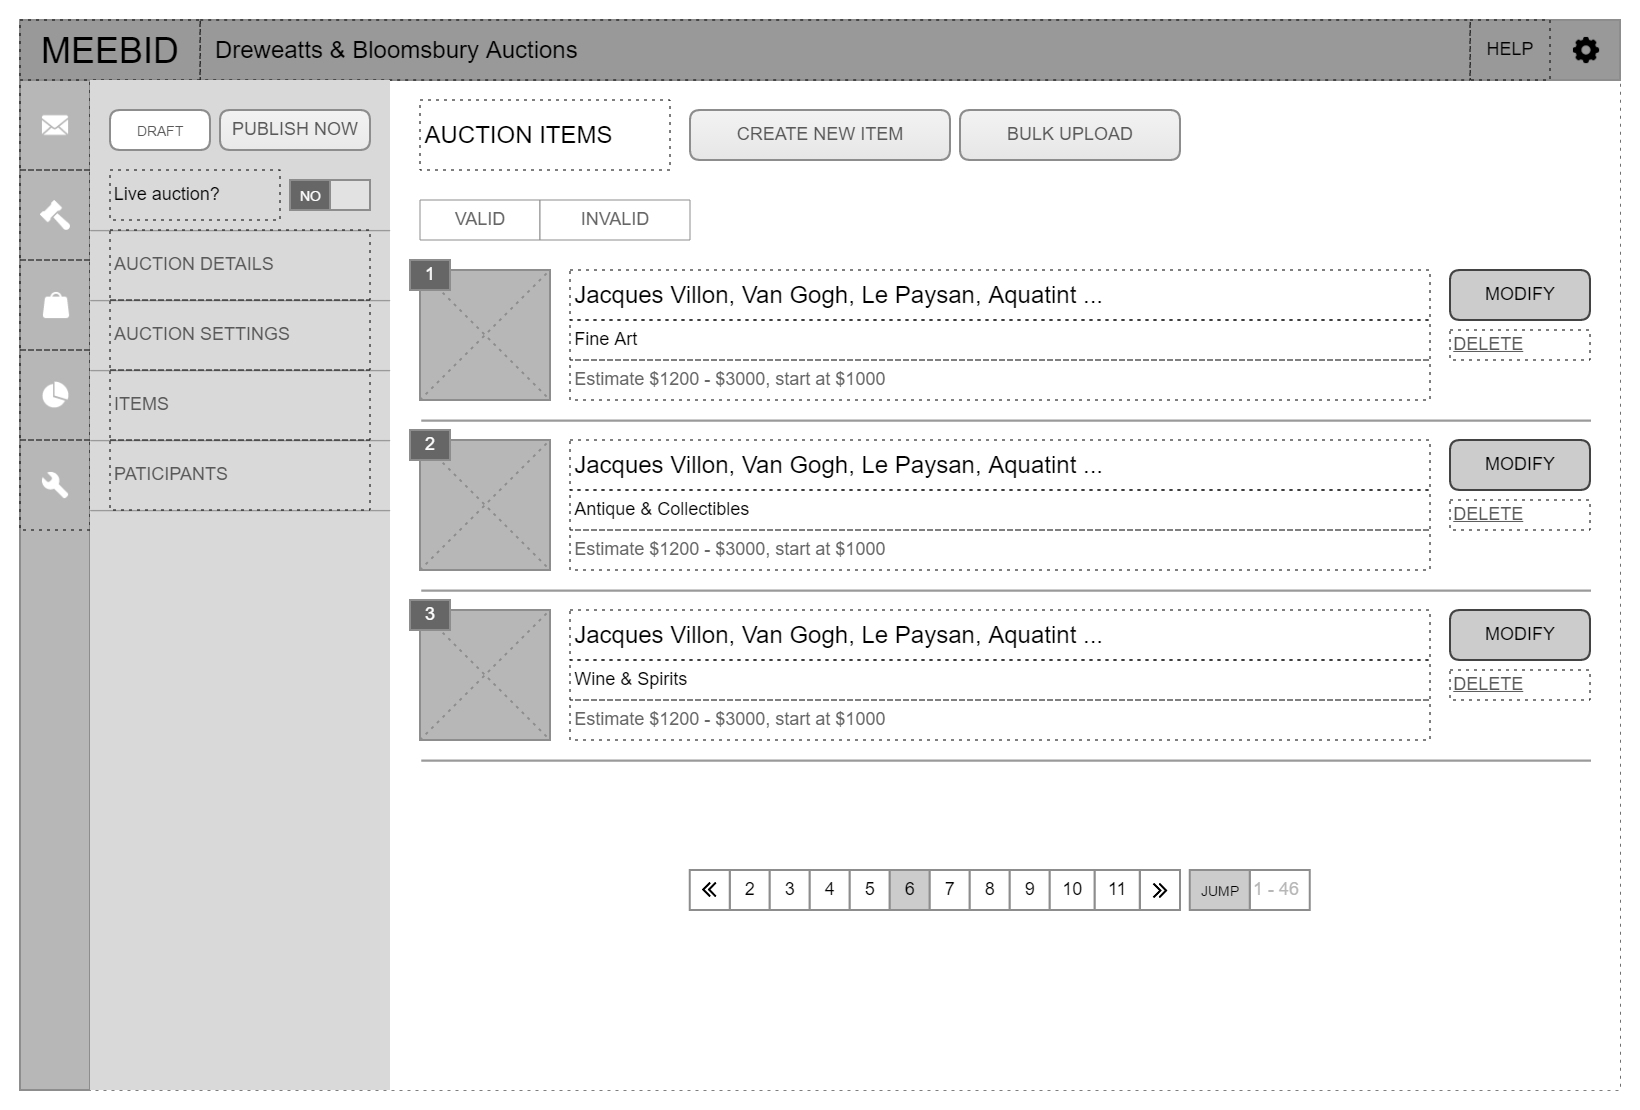 MEEBID
Dreweatts & Bloomsbury Auctions
HELP
DRAFT
PUBLISH NOW
Live auction?
NO
AUCTION DETAILS
AUCTION SETTINGS
ITEMS
PATICIPANTS
AUCTION ITEMS
CREATE NEW ITEM
BULK UPLOAD
VALID
INVALID
1
Jacques Villon, Van Gogh, Le Paysan, Aquatint ...
Fine Art
Estimate $1200 - $3000, start at $1000
MODIFY
DELETE
2
Jacques Villon, Van Gogh, Le Paysan, Aquatint ...
Antique & Collectibles
Estimate $1200 - $3000, start at $1000
MODIFY
DELETE
3
Jacques Villon, Van Gogh, Le Paysan, Aquatint ...
Wine & Spirits
Estimate $1200 - $3000, start at $1000
MODIFY
DELETE
2 3 4 5 6 7 8 9 10 11
JUMP 1 - 46